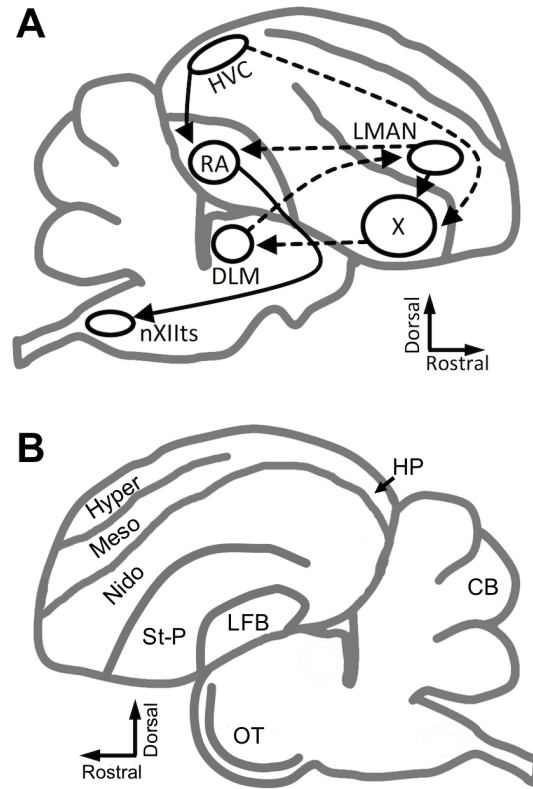 A
HVC
LMAN
RA
X
DLM
nXIIts
Dorsal
Rostral
B
HP
Hyper
Meso
Nido
CB
St-P
LFB
OT
Dorsal
Rostral